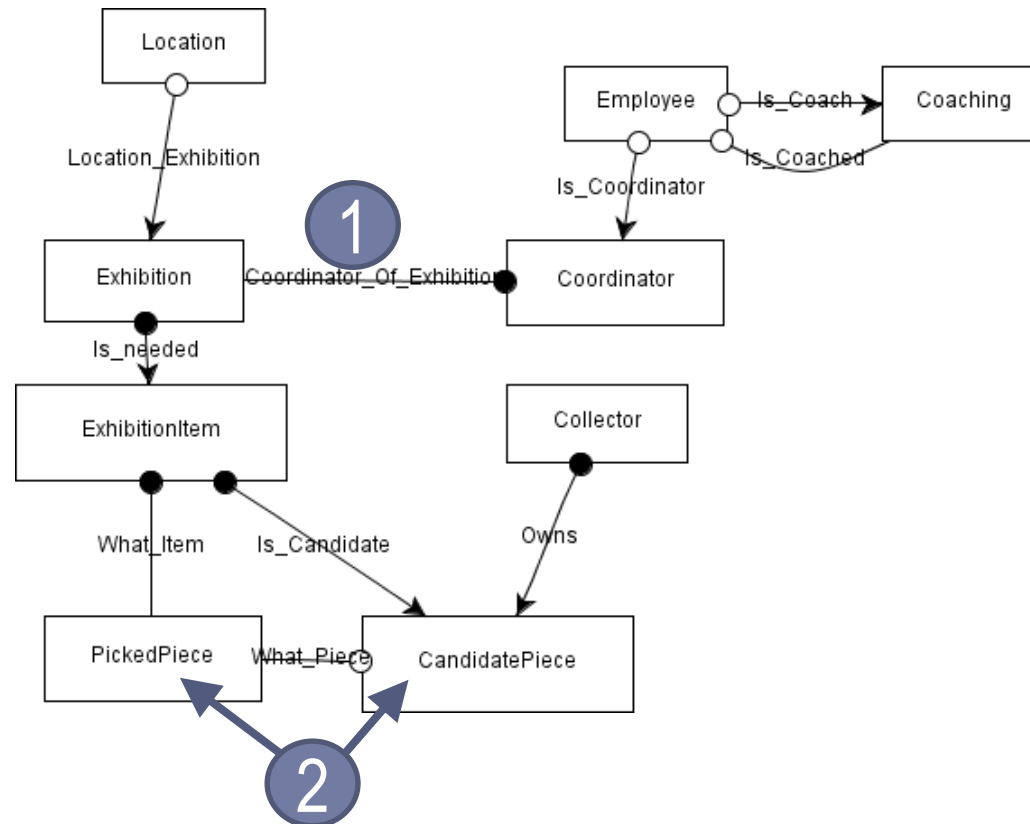 Location
Employee
Is_Coach
Coaching
Location_Exhibition
Is_Coached
Is_Coordinator
1
Exhibition
Coordinator_Of_Exhibition
Coordinator
Is_needed
ExhibitionItem
Collector
What_Item
Is_Candidate
Owns
PickedPiece
What_Piece
CandidatePiece
2